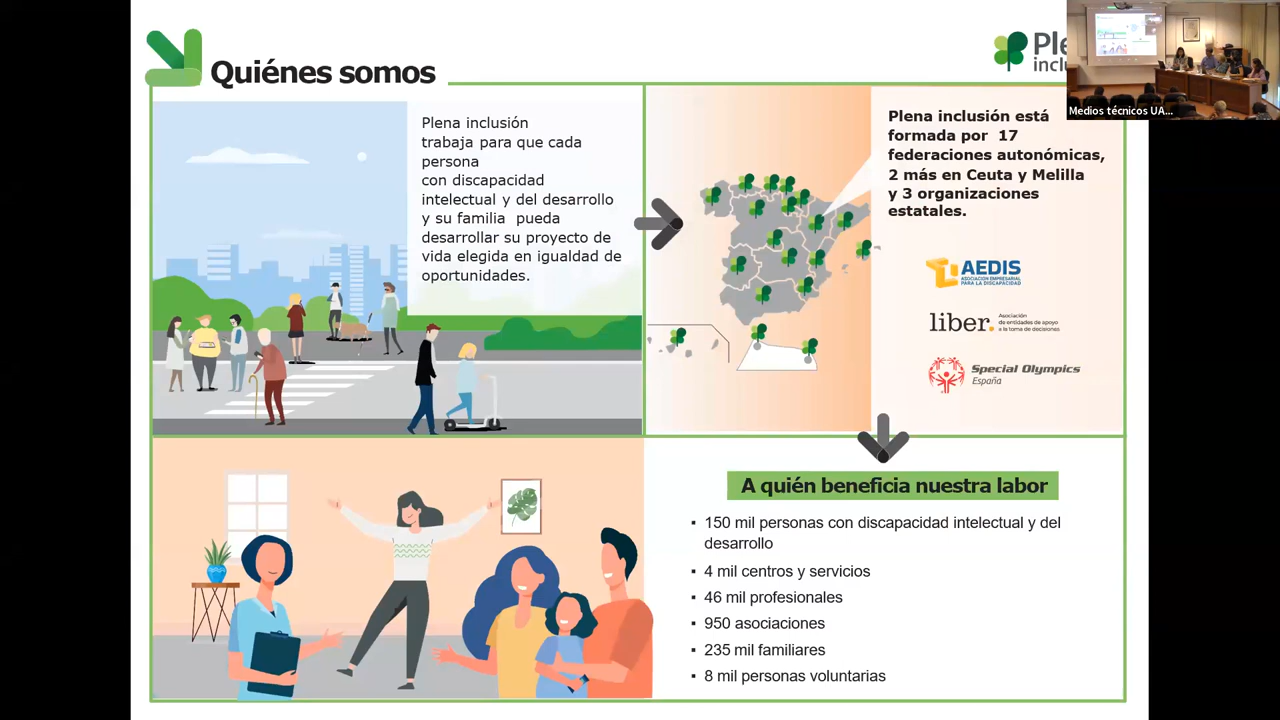 Quiénes somos
Plena inclusión
trabaja para que cada
persona
con discapacidad
intelectual y del desarrollo
y su familia pueda
desarrollar su proyecto de
vida elegida en igualdad de
oportunidades.
Ple
inclu
Medios técnicos UA...
Plena inclusión está
formada por 17
federaciones autonómicas,
2 más en Ceuta y Melilla
y 3 organizaciones
estatales.
AEDIS
ASOCIACIÓN EMPRESARIAL
PARA LA DISCAPACIDAD
liber.
Asociación
de entidades de apoyo
a la toma de decisiones
Special Olympics
España
A quién beneficia nuestra labor
▪ 150 mil personas con discapacidad intelectual y del
desarrollo
▪ 4 mil centros y servicios
▪ 46 mil profesionales
▪ 950 asociaciones
▪ 235 mil familiares
▪ 8 mil personas voluntarias